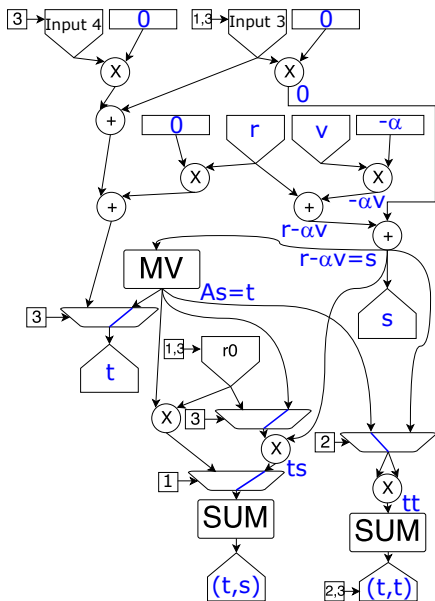 3 Input 4 0 1,3 Input 3 0
X X
0
+
0 r v -α
X X
-αv
+ +
r-αv +
r-αv=s
MV
As=t
3 s
1,3 r0
t
X 3
2
X
ts
1 X
tt
SUM SUM
(t,s) 2,3 (t,t)